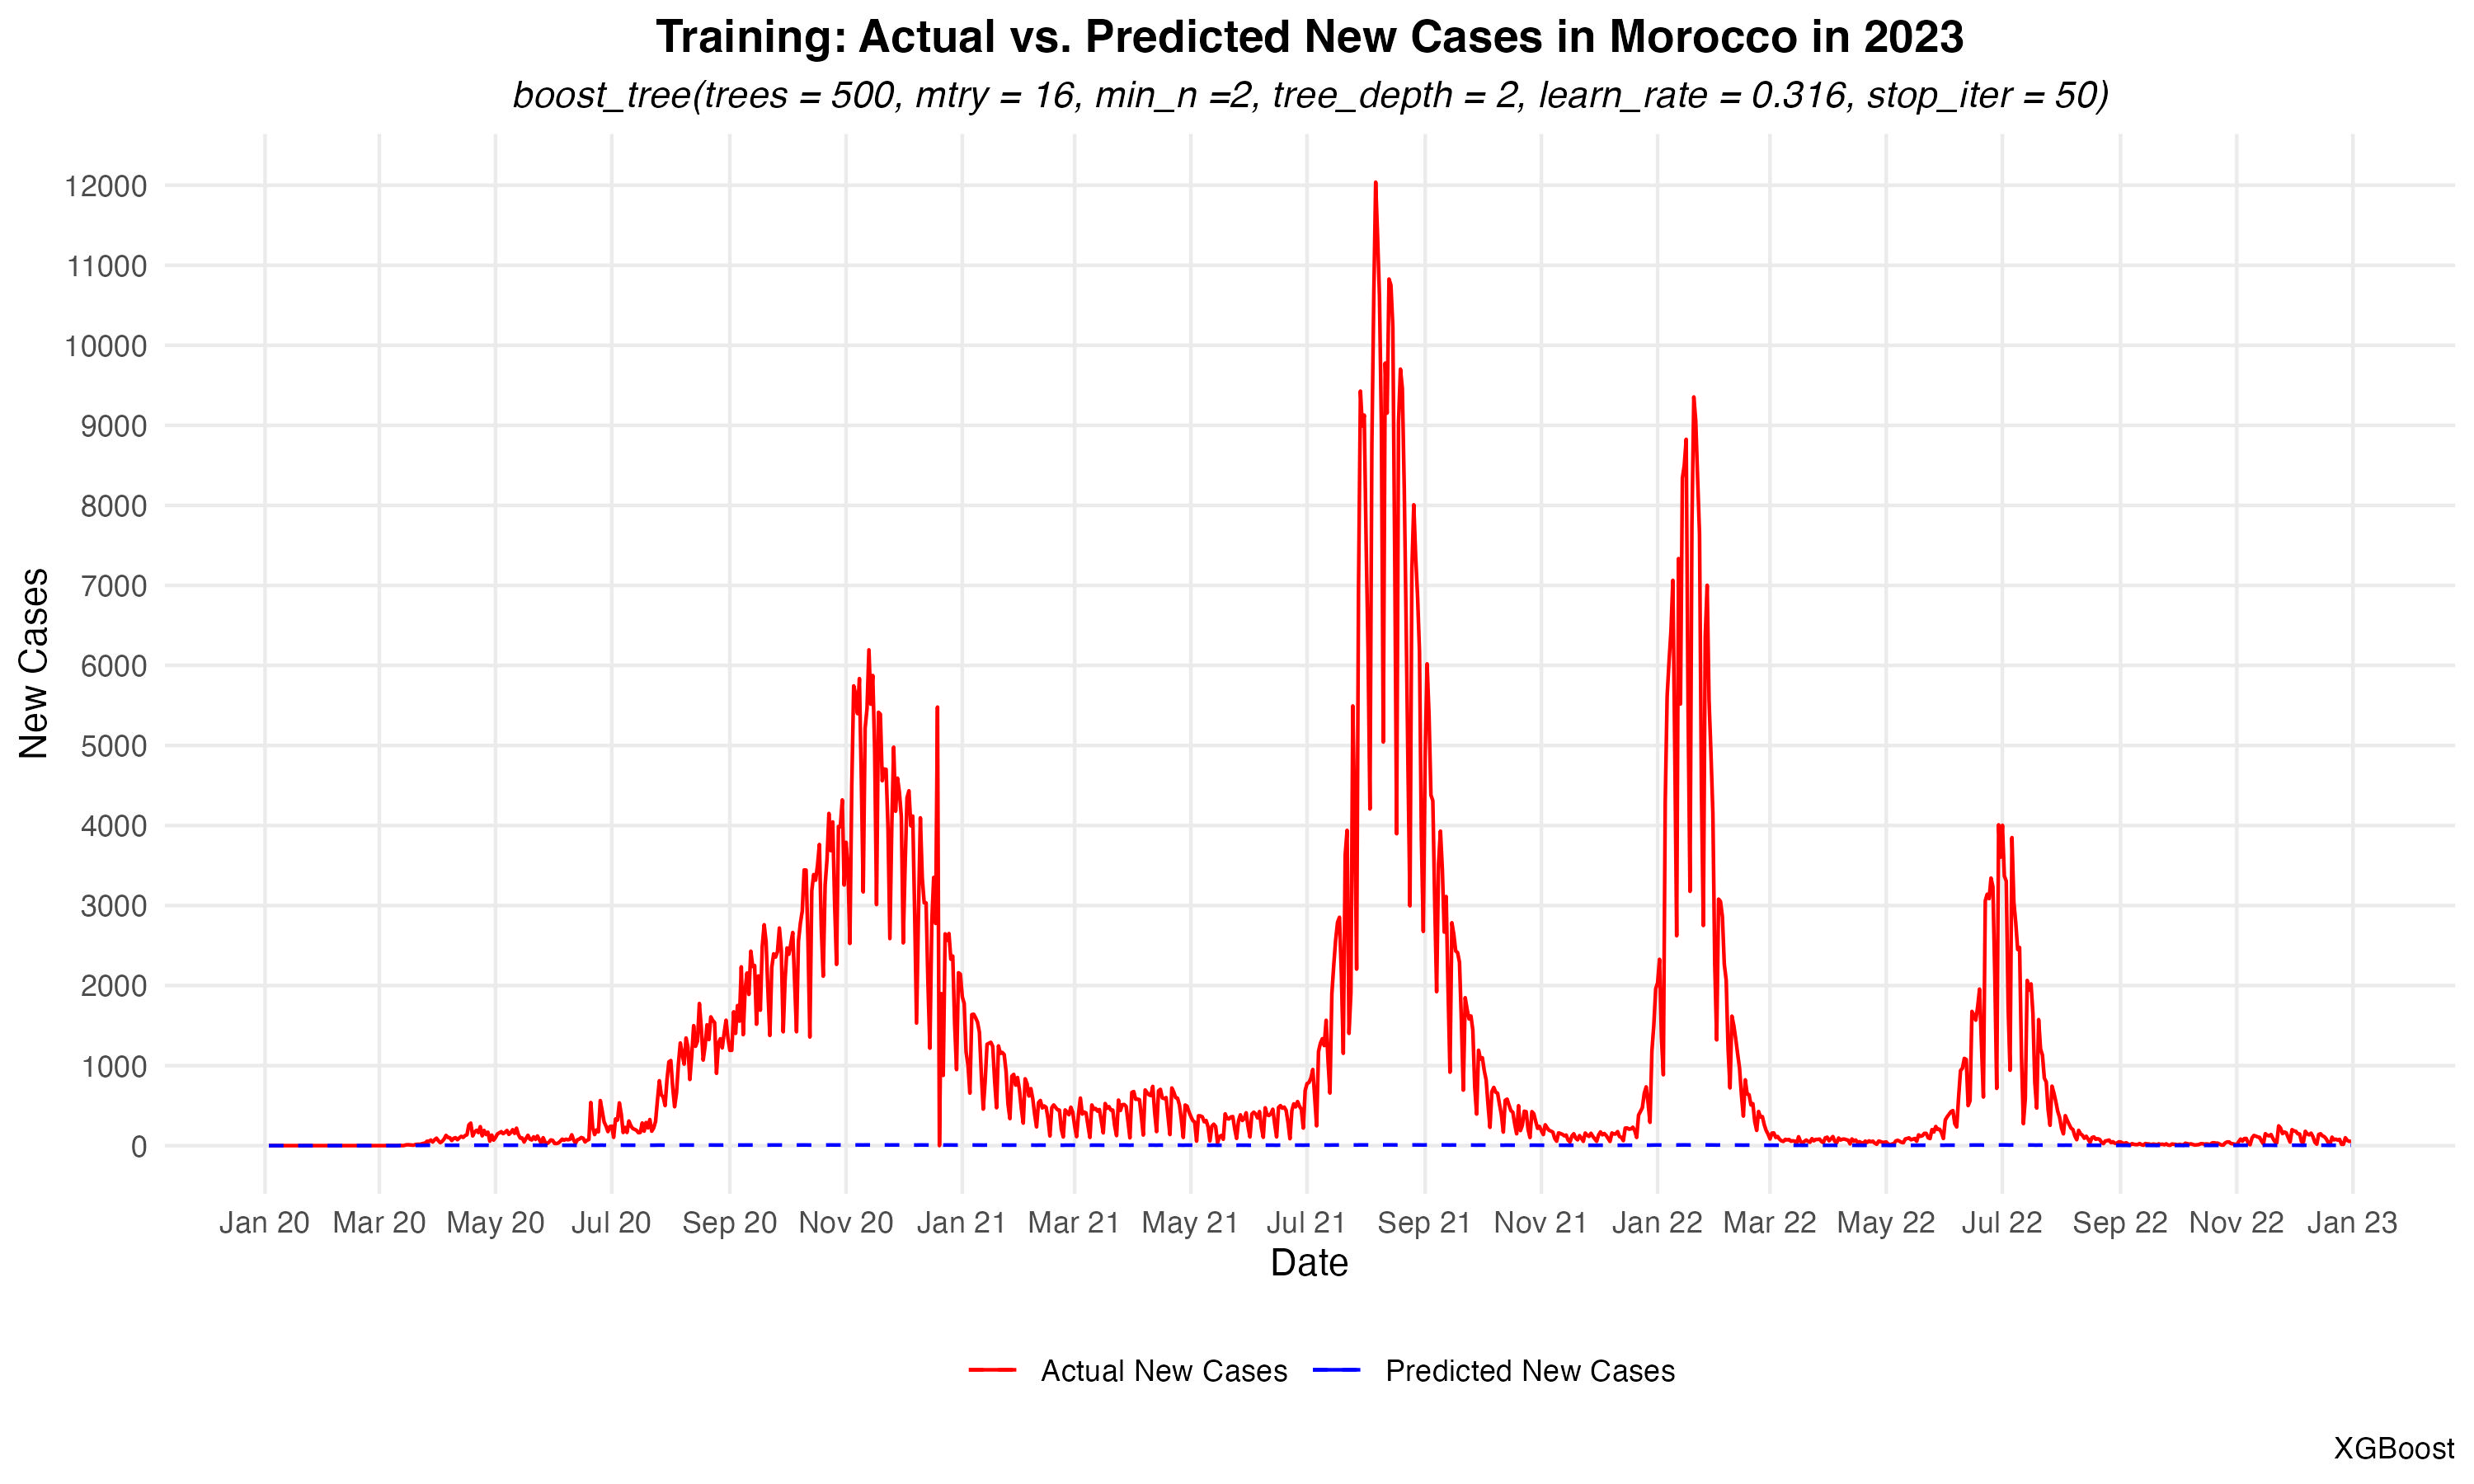 Training: Actual vs. Predicted New Cases in Morocco in 2023
boost_tree(trees = 500, mtry = 16, min_n =2, tree_depth = 2, learn_rate = 0.316, stop_iter = 50)
New Cases
12000
11000
10000
9000
8000
7000
6000
5000
4000
3000
2000
1000
0
Jan 20 Mar 20 May 20 Jul 20 Sep 20 Nov 20 Jan 21 Mar 21 May 21 Jul 21 Sep 21 Nov 21 Jan 22 Mar 22 May 22 Jul 22 Sep 22 Nov 22 Jan 23
Date
Actual New Cases Predicted New Cases
XGBoost